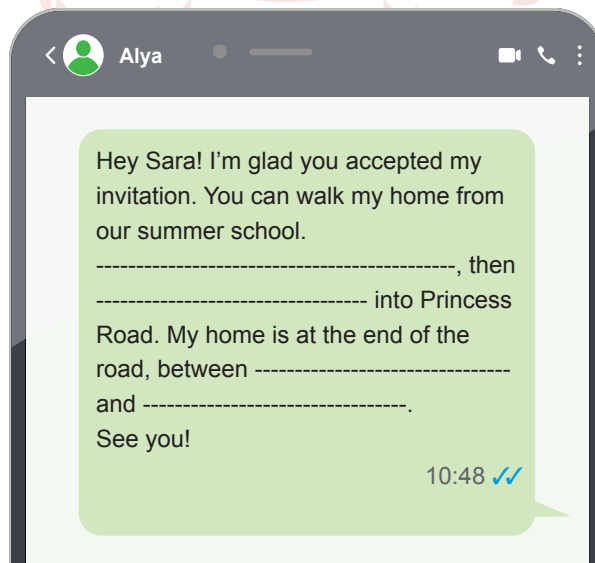 Alya
Hey Sara! I’m glad you accepted my
invitation. You can walk my home from
our summer school.
---------------------------------------------, then
---------------------------------- into Princess
Road. My home is at the end of the
road, between --------------------------------
and ---------------------------------.
See you!
10:48